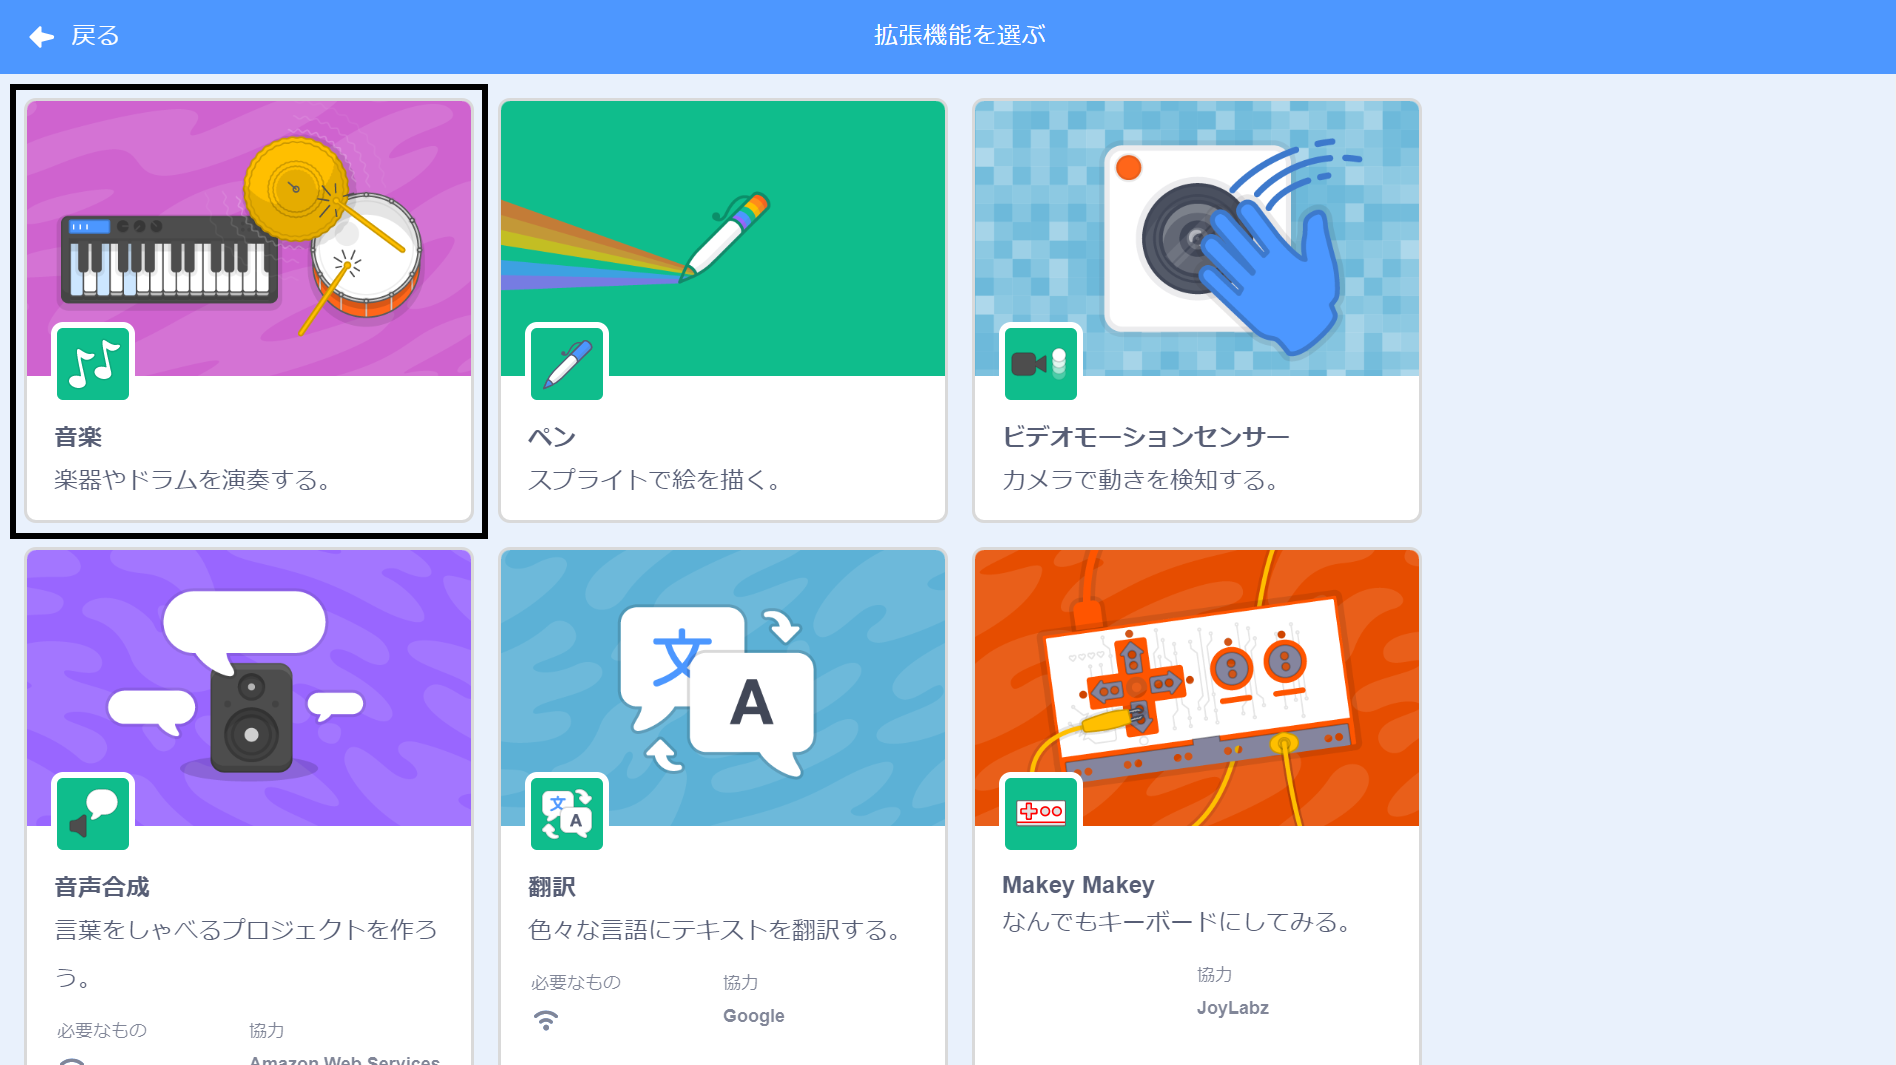 戻る
拡張機能を選ぶ
音楽
楽器やドラムを演奏する。
ペン
スプライトで絵を描く。
ビデオモーションセンサー
カメラで動きを検知する。
文
A
音声合成
言葉をしゃべるプロジェクトを作ろ
う。
必要なもの
協力
Amazon Web Services
文
A
翻訳
色々な言語にテキストを翻訳する。
必要なもの
協力
Google
Makey Makey
なんでもキーボードにしてみる。
協力
JoyLabz